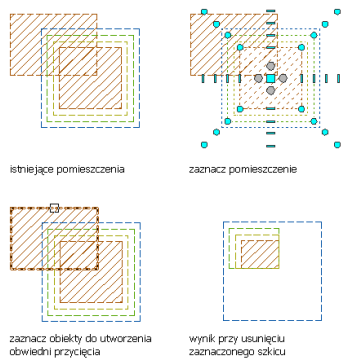 istniejące pomieszczenia
zaznacz pomieszczenie
zaznacz obiekty do utworzenia
obwiedni przycięcia
wynik przy usunięciu
zaznaczonego szkicu